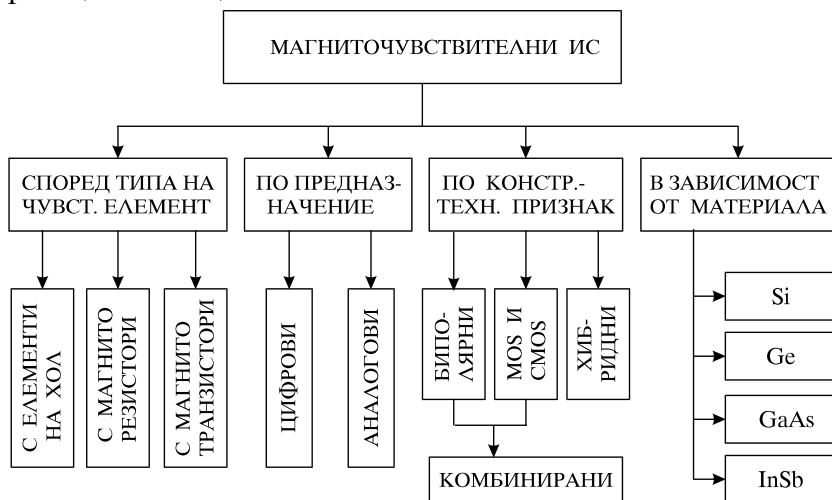 МАГНИТОЧУВСТВИТЕЛНИ ИС
СПОРЕД ТИПА НА
ЧУВСТ. ЕЛЕМЕНТ
ПО ПРЕДНАЗ-
НАЧЕНИЕ
ПО КОНСТР.-
ТЕХН. ПРИЗНАК
В ЗАВИСИМОСТ
ОТ МАТЕРИАЛА
С ЕЛЕМЕНТИ
НА ХОЛ
С МАГНИТО
РЕЗИСТОРИ
С МАГНИТО
ТРАНЗИСТОРИ
ЦИФРОВИ
АНАЛОГОВИ
БИПО-
ЛЯРНИ
MOS И
CMOS
ХИБ-
РИДНИ
КОМБИНИРАНИ
Si
Ge
GaAs
InSb